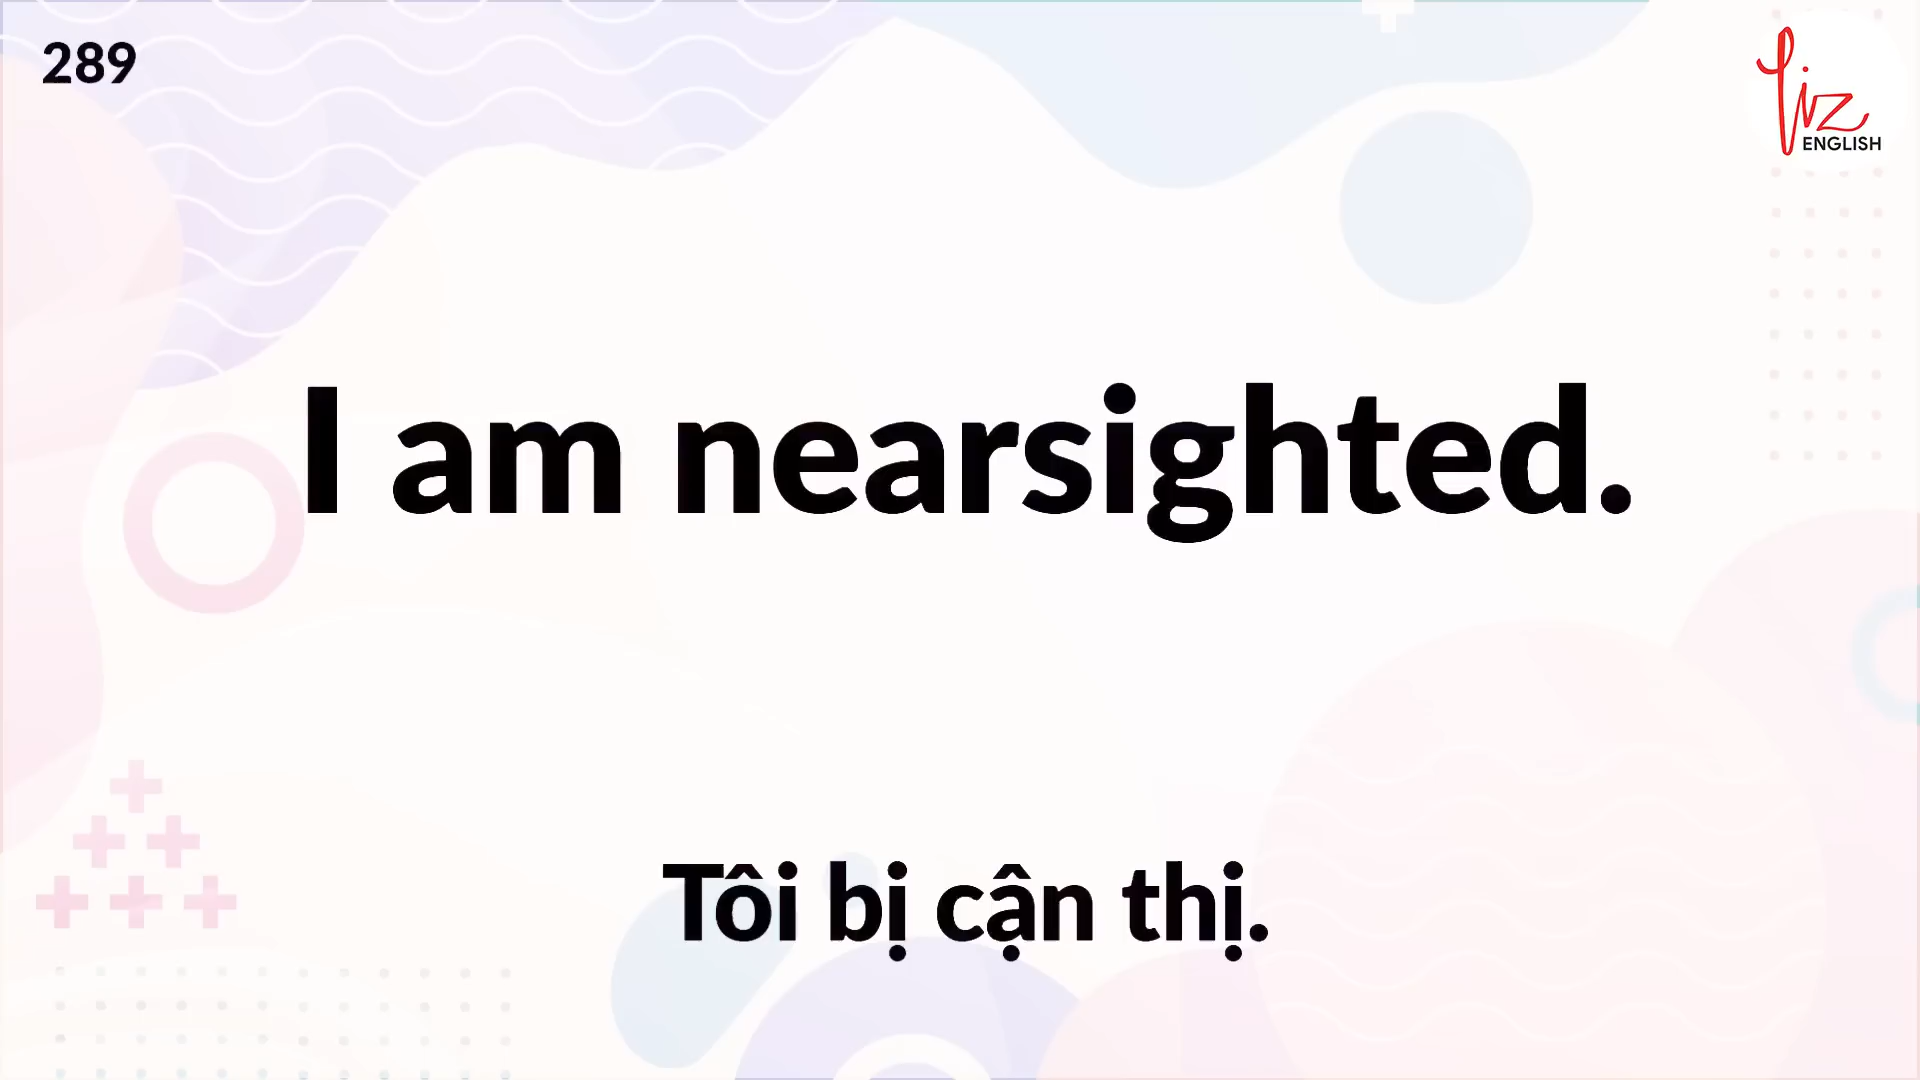 289
Liz
ENGLISH
I am nearsighted.
Tôi bị cận thị.